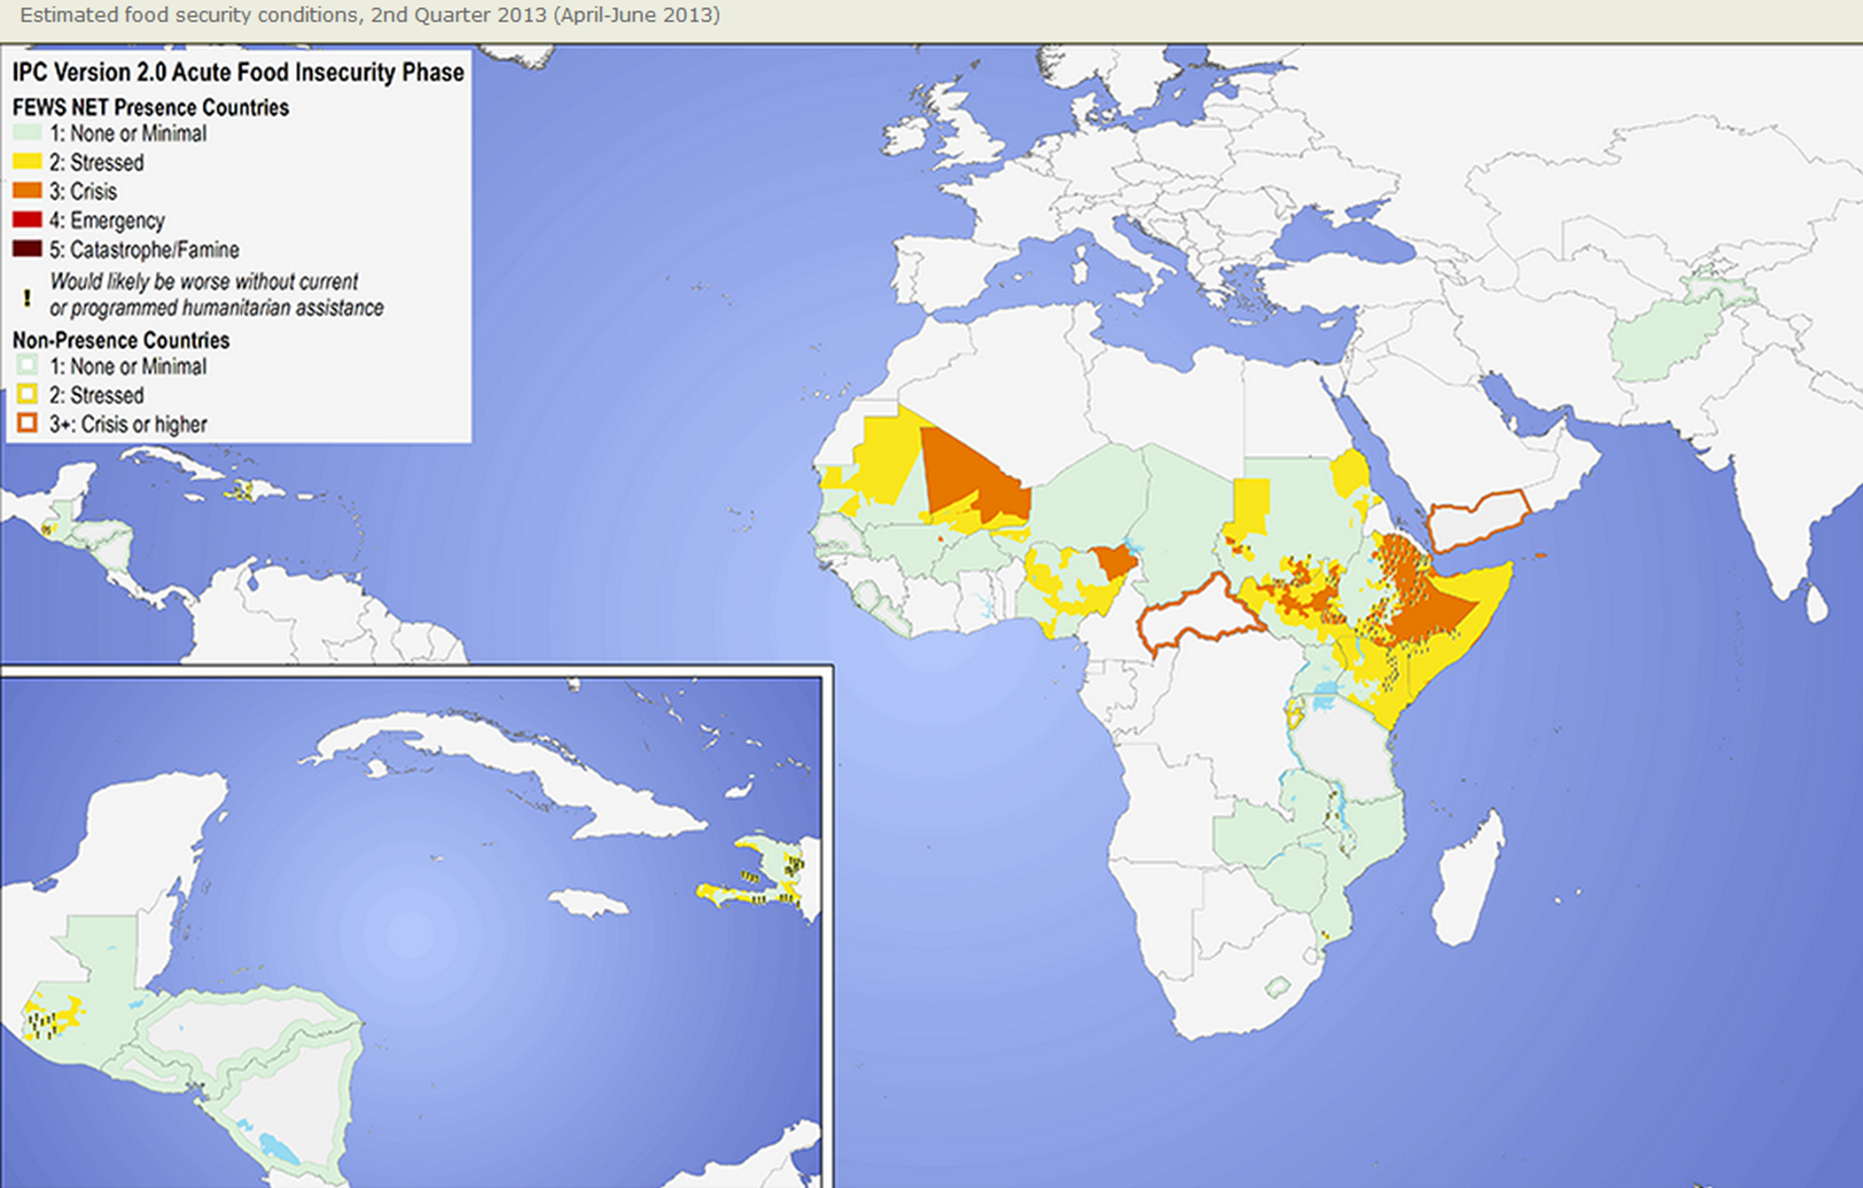 Estimated food security conditions, 2nd Quarter 2013 (April-June 2013)
IPC Version 2.0 Acute Food Insecurity Phase
FEWS NET Presence Countries
1: None or Minimal
2: Stressed
3: Crisis
4: Emergency
5: Catastrophe/Famine
! Would likely be worse without current
or programmed humanitarian assistance
Non-Presence Countries
1: None or Minimal
2: Stressed
3+: Crisis or higher